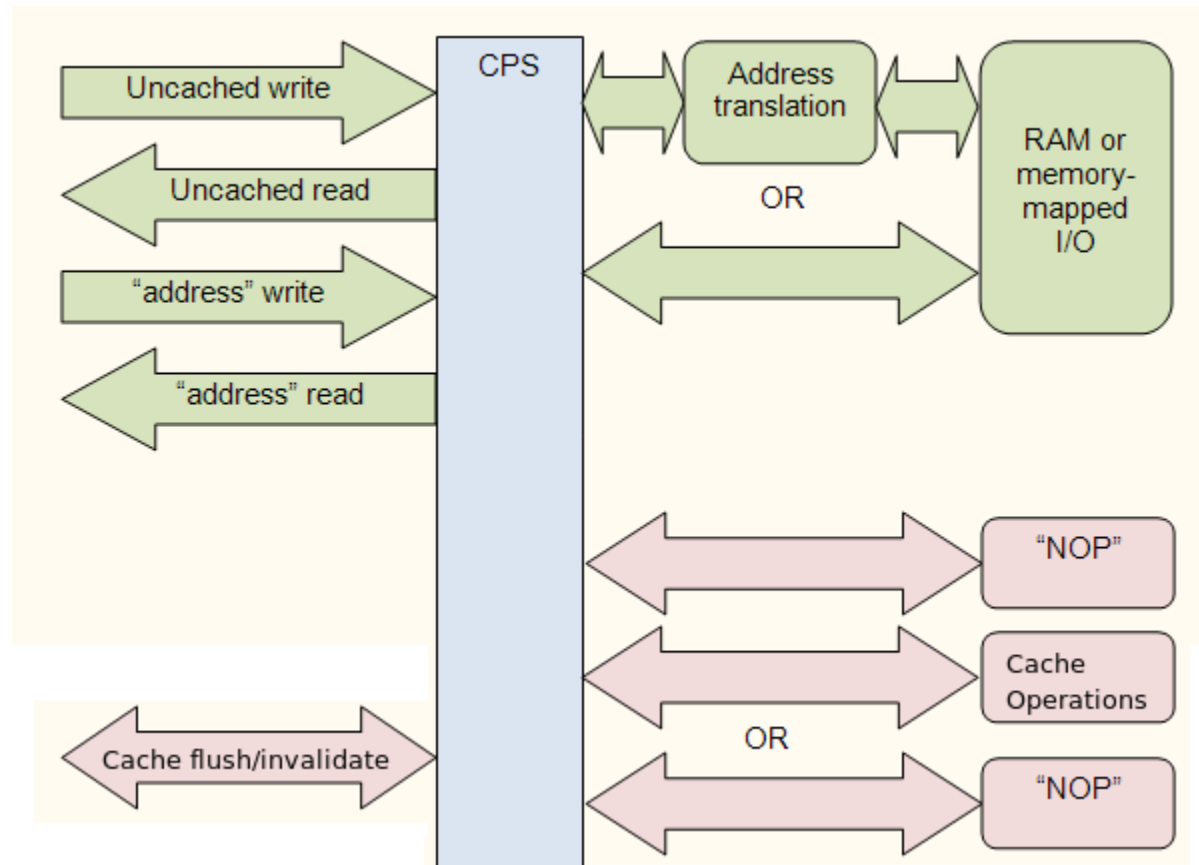 Uncached write
Uncached read
“address” write
“address” read
Cache flush/invalidate
CPS
Address
translation
OR
RAM or
memory-
mapped
I/O
“NOP”
Cache
Operations
OR
“NOP”